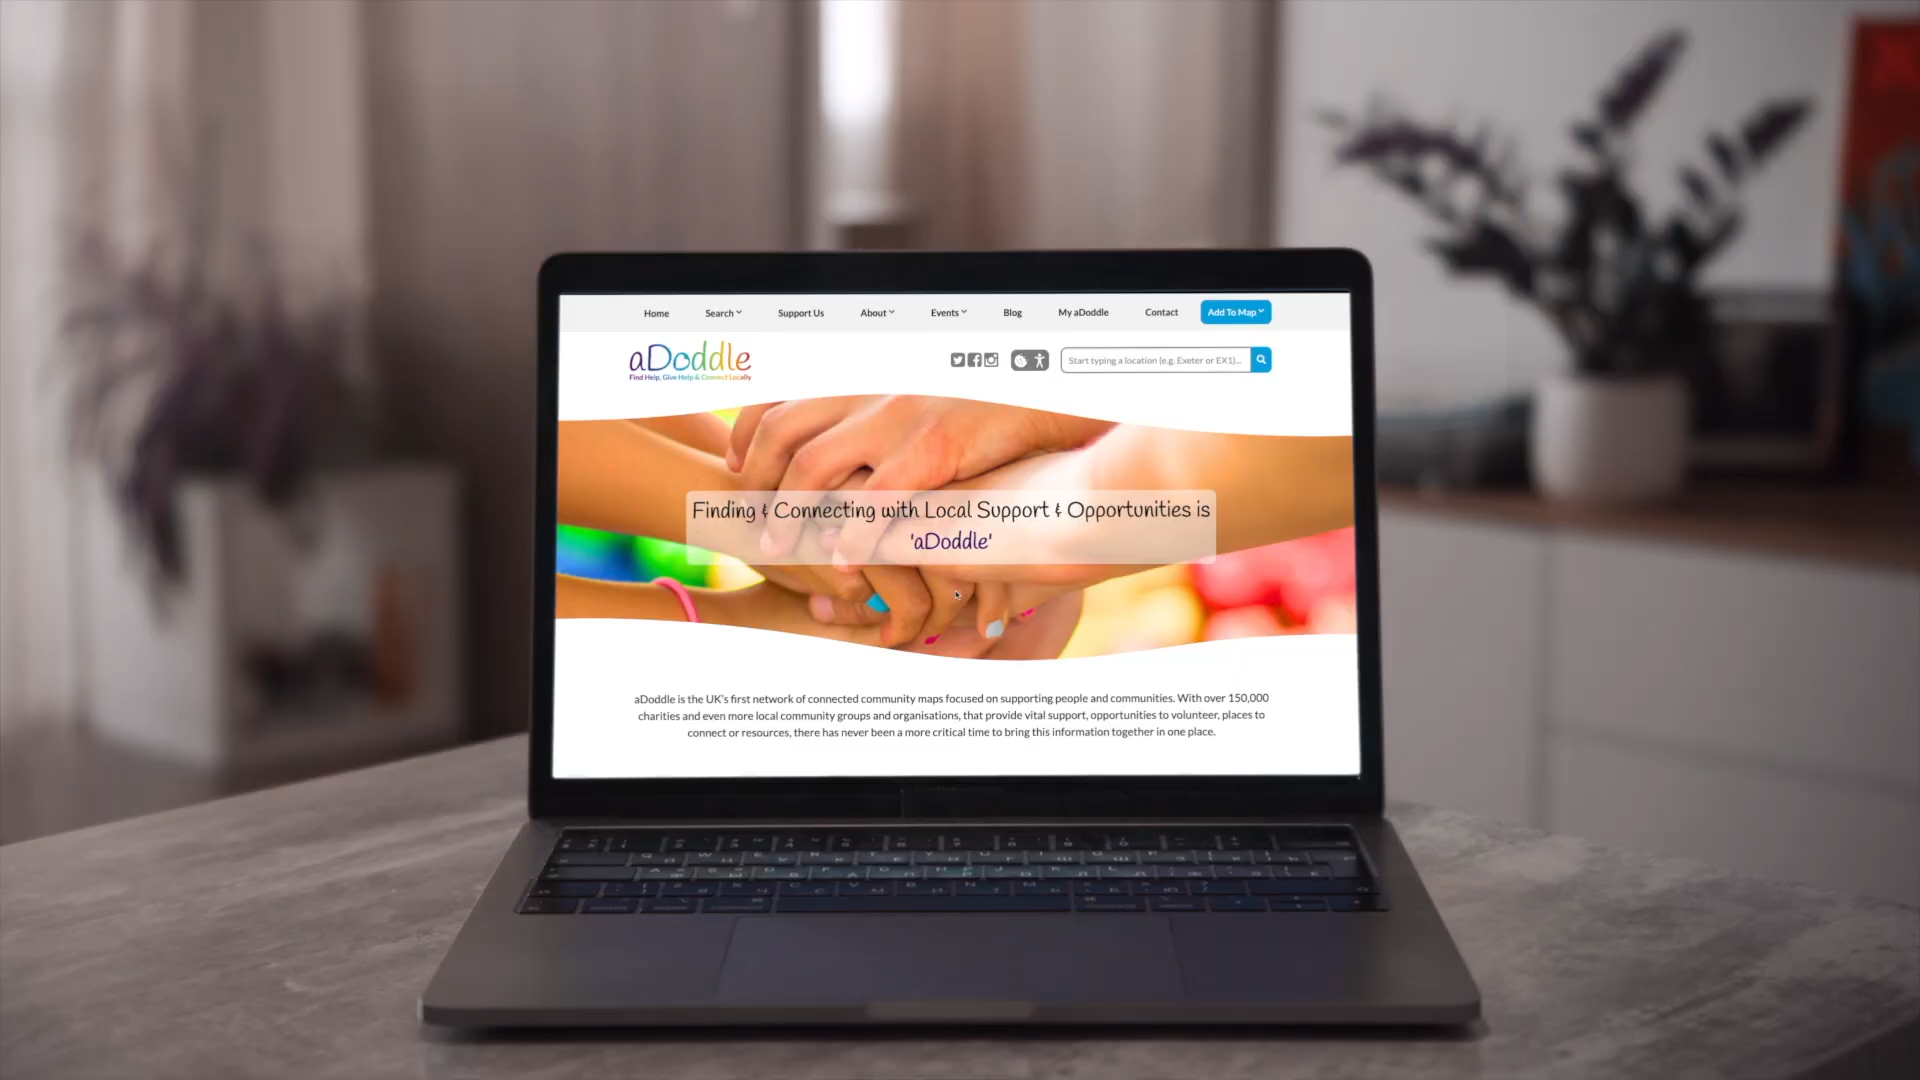 Home Search Support Us About Events Blog My aDoddle Contact Add To Map
aDoddle
Find Help, Give Help & Connect Locally
Start typing a location (e.g. Exeter or EX1)...
Finding & Connecting with Local Support & Opportunities is
'aDoddle'
aDoddle is the UK's first network of connected community maps focused on supporting people and communities. With over 150,000
charities and even more local community groups and organisations, that provide vital support, opportunities to volunteer, places to
connect or resources, there has never been a more critical time to bring this information together in one place.